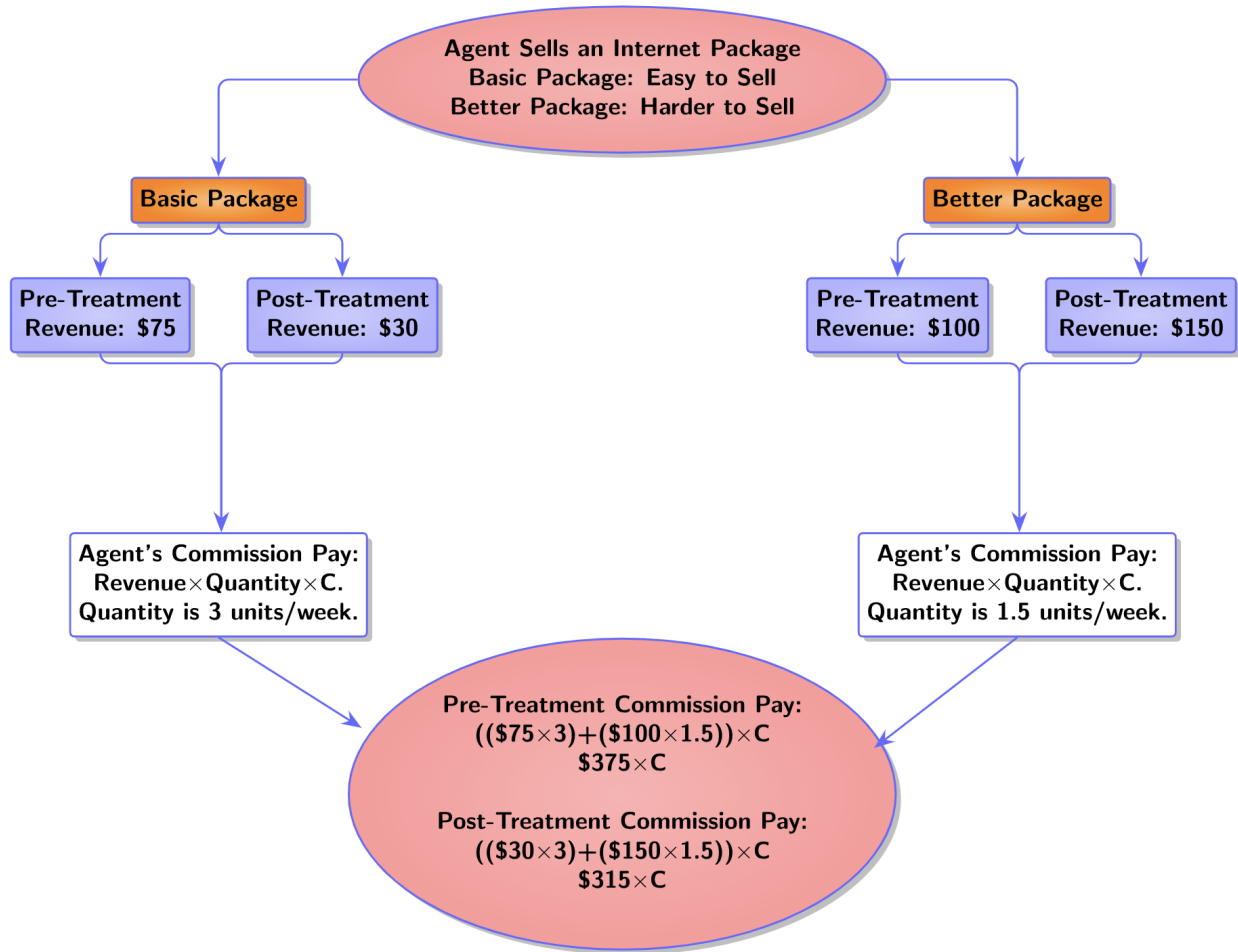 Agent Sells an Internet Package
Basic Package: Easy to Sell
Better Package: Harder to Sell
Basic Package
Better Package
Pre-Treatment
Revenue: $75
Post-Treatment
Revenue: $30
Pre-Treatment
Revenue: $100
Post-Treatment
Revenue: $150
Agent's Commission Pay:
Revenue×Quantity×C.
Quantity is 3 units/week.
Agent's Commission Pay:
Revenue×Quantity×C.
Quantity is 1.5 units/week.
Pre-Treatment Commission Pay:
(($75×3)+($100×1.5))×C
$375×C
Post-Treatment Commission Pay:
(($30×3)+($150×1.5))×C
$315×C